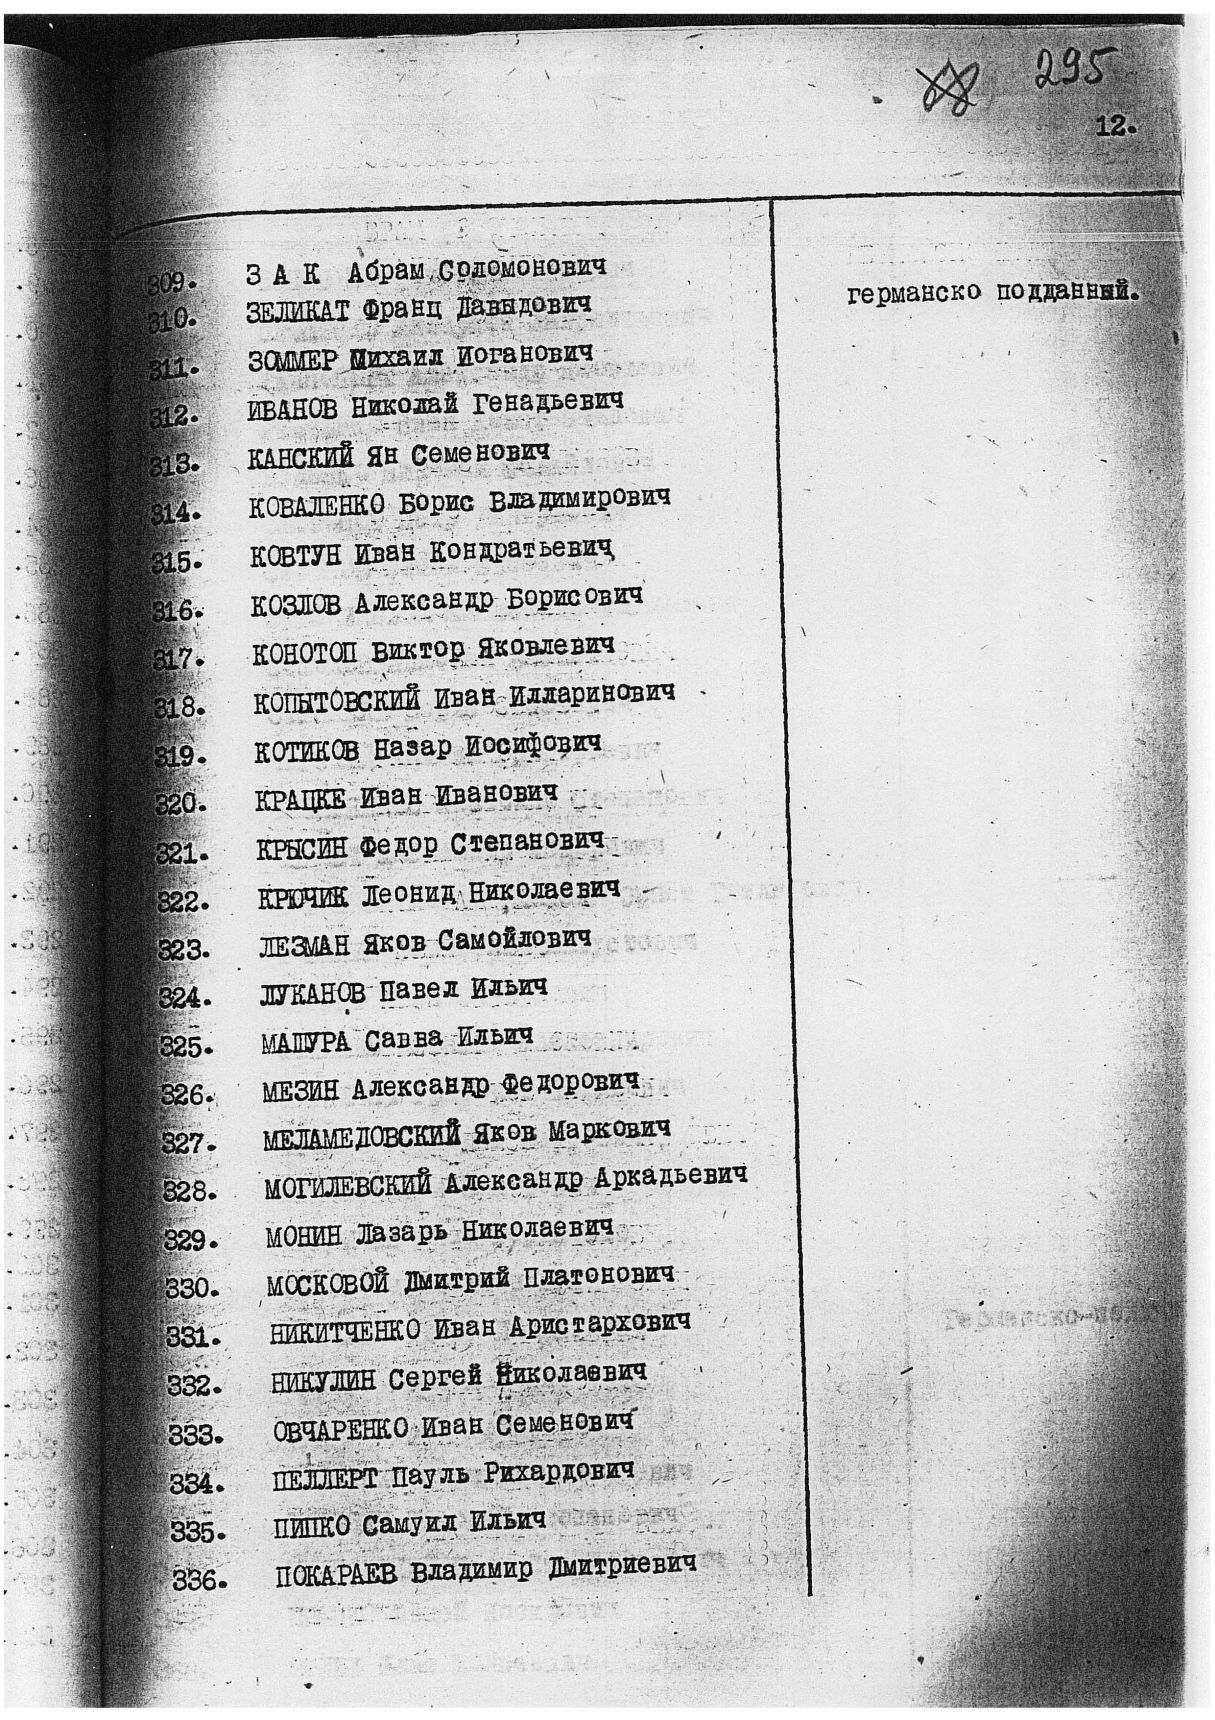 295
12.
309. З А К Абрам Соломонович
310. ЗЕЛИКАТ Франц Давыдович германско подданный.
311. ЗОММЕР Михаил Иоганович
312. ИВАНОВ Николай Генадьевич
313. КАНСКИЙ Ян Семенович
314. КОВАЛЕНКО Борис Владимирович
315. КОВТУН Иван Кондратьевич
316. КОЗЛОВ Александр Борисович
317. КОНОТОП Виктор Яковлевич
318. КОПЫТОВСКИЙ Иван Илларинович
319. КОТИКОВ Назар Иосифович
320. КРАЦКЕ Иван Иванович
321. КРЫСИН Федор Степанович
322. КРЮЧИК Леонид Николаевич
323. ЛЕЗМАН Яков Самойлович
324. ЛУКАНОВ Павел Ильич
325. МАШУРА Савва Ильич
326. МЕЗИН Александр Федорович
327. МЕЛАМЕДОВСКИЙ Яков Маркович
328. МОГИЛЕВСКИЙ Александр Аркадьевич
329. МОНИН Лазарь Николаевич
330. МОСКОВОЙ Дмитрий Платонович
331. НИКИТЧЕНКО Иван Аристархович
332. НИКУЛИН Сергей Николаевич
333. ОВЧАРЕНКО Иван Семенович
334. ПЕЛЛЕРТ Пауль Рихардович
335. ПИПКО Самуил Ильич
336. ПОКАРАЕВ Владимир Дмитриевич